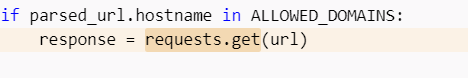 if parsed_url.hostname in ALLOWED_DOMAINS:
    response = requests.get(url)